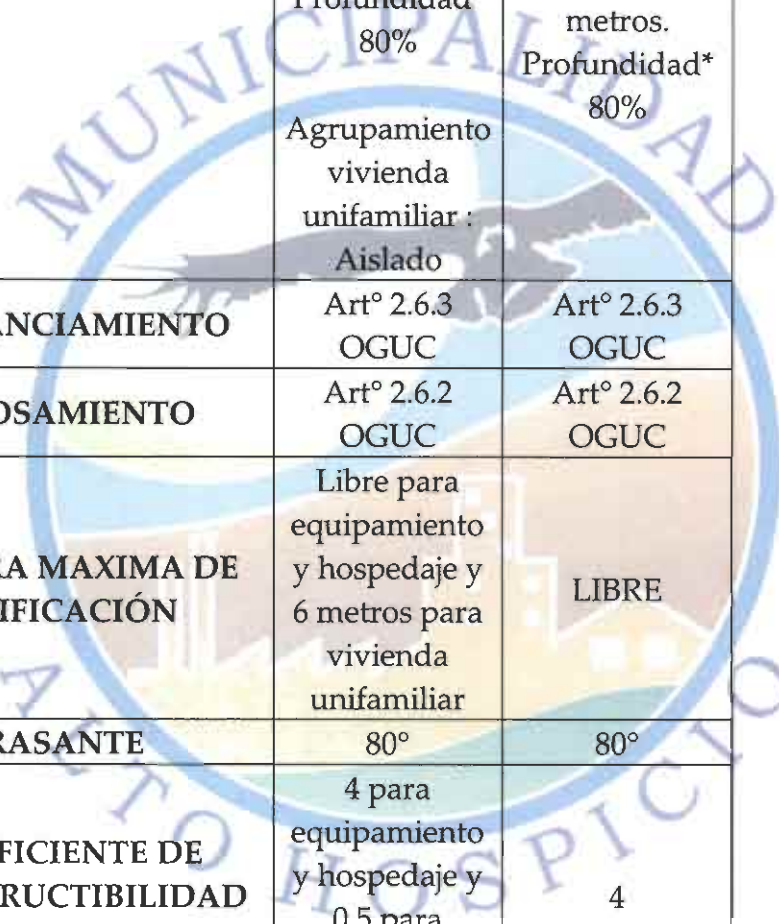 Profundidad
80%
Agrupamiento
vivienda
unifamiliar :
Aislado
metros.
Profundidad*
80%
ANCIAMIENTO
Art° 2.6.3
OGUC
Art° 2.6.3
OGUC
OSAMIENTO
Art° 2.6.2
OGUC
Art° 2.6.2
OGUC
RA MAXIMA DE
IFICACIÓN
Libre para
equipamiento
y hospedaje y
6 metros para
vivienda
unifamiliar
LIBRE
RASANTE
80°
80°
FICIENTE DE
RUCTIBILIDAD
4 para
equipamiento
y hospedaje y
0.5 para
4
MUNICIPALIDAD
ALTO HOSPICIO